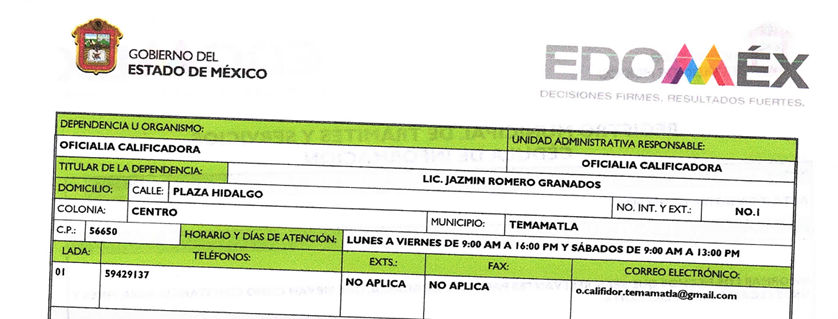 GOBIERNO DEL
ESTADO DE MÉXICO
EDOMÉX
DECISIONES FIRMES, RESULTADOS FUERTES.
DEPENDENCIA U ORGANISMO: UNIDAD ADMINISTRATIVA RESPONSABLE:
OFICIALIA CALIFICADORA OFICIALIA CALIFICADORA
TITULAR DE LA DEPENDENCIA: LIC. JAZMIN ROMERO GRANADOS
DOMICILIO: CALLE: PLAZA HIDALGO NO. INT. Y EXT.: NO.1
COLONIA: CENTRO MUNICIPIO: TEMAMATLA
C.P.: 56650 HORARIO Y DÍAS DE ATENCIÓN: LUNES A VIERNES DE 9:00 AM A 16:00 PM Y SÁBADOS DE 9:00 AM A 13:00 PM
LADA: TELÉFONOS: EXTS.: FAX: CORREO ELECTRÓNICO:
01 59429137 NO APLICA NO APLICA o.califidor.temamatla@gmail.com